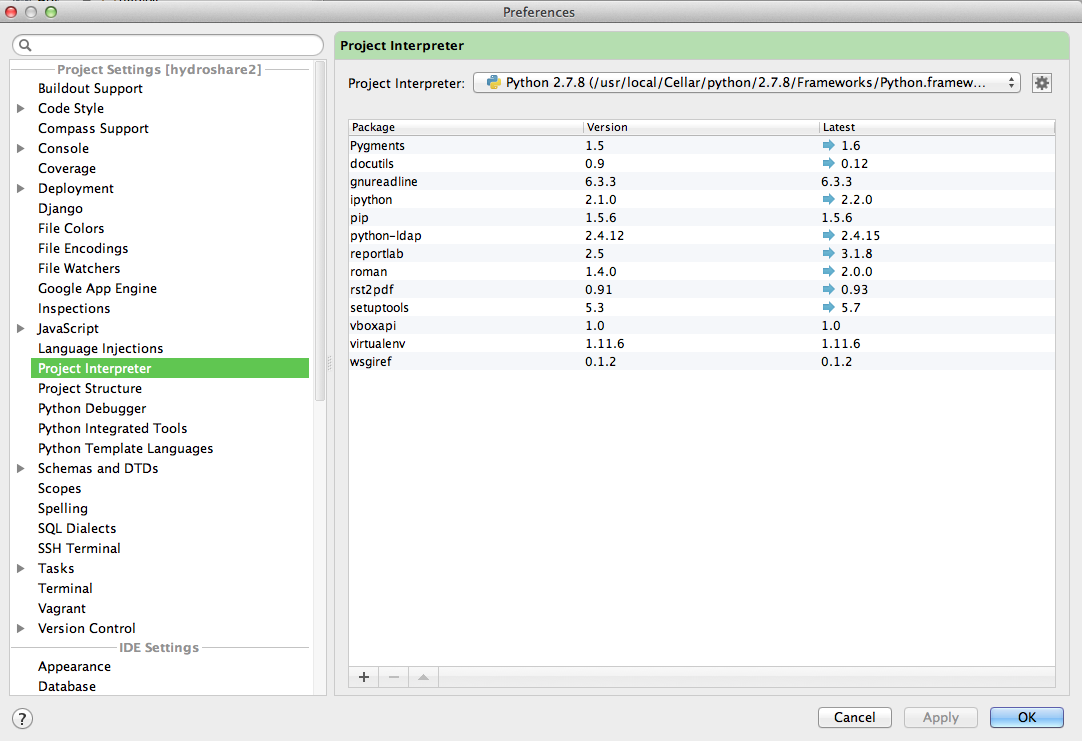 Preferences
Project Settings [hydroshare2]
Buildout Support
Code Style
Compass Support
Console
Coverage
Deployment
Django
File Colors
File Encodings
File Watchers
Google App Engine
Inspections
JavaScript
Language Injections
Project Interpreter
Project Structure
Python Debugger
Python Integrated Tools
Python Template Languages
Schemas and DTDs
Scopes
Spelling
SQL Dialects
SSH Terminal
Tasks
Terminal
Vagrant
Version Control
IDE Settings
Appearance
Database
Project Interpreter
Project Interpreter: Python 2.7.8 (/usr/local/Cellar/python/2.7.8/Frameworks/Python.framew...
Package Version Latest
Pygments 1.5 1.6
docutils 0.9 0.12
gnureadline 6.3.3 6.3.3
ipython 2.1.0 2.2.0
pip 1.5.6 1.5.6
python-ldap 2.4.12 2.4.15
reportlab 2.5 3.1.8
roman 1.4.0 2.0.0
rst2pdf 0.91 0.93
setuptools 5.3 5.7
vboxapi 1.0 1.0
virtualenv 1.11.6 1.11.6
wsgiref 0.1.2 0.1.2
?
Cancel Apply OK